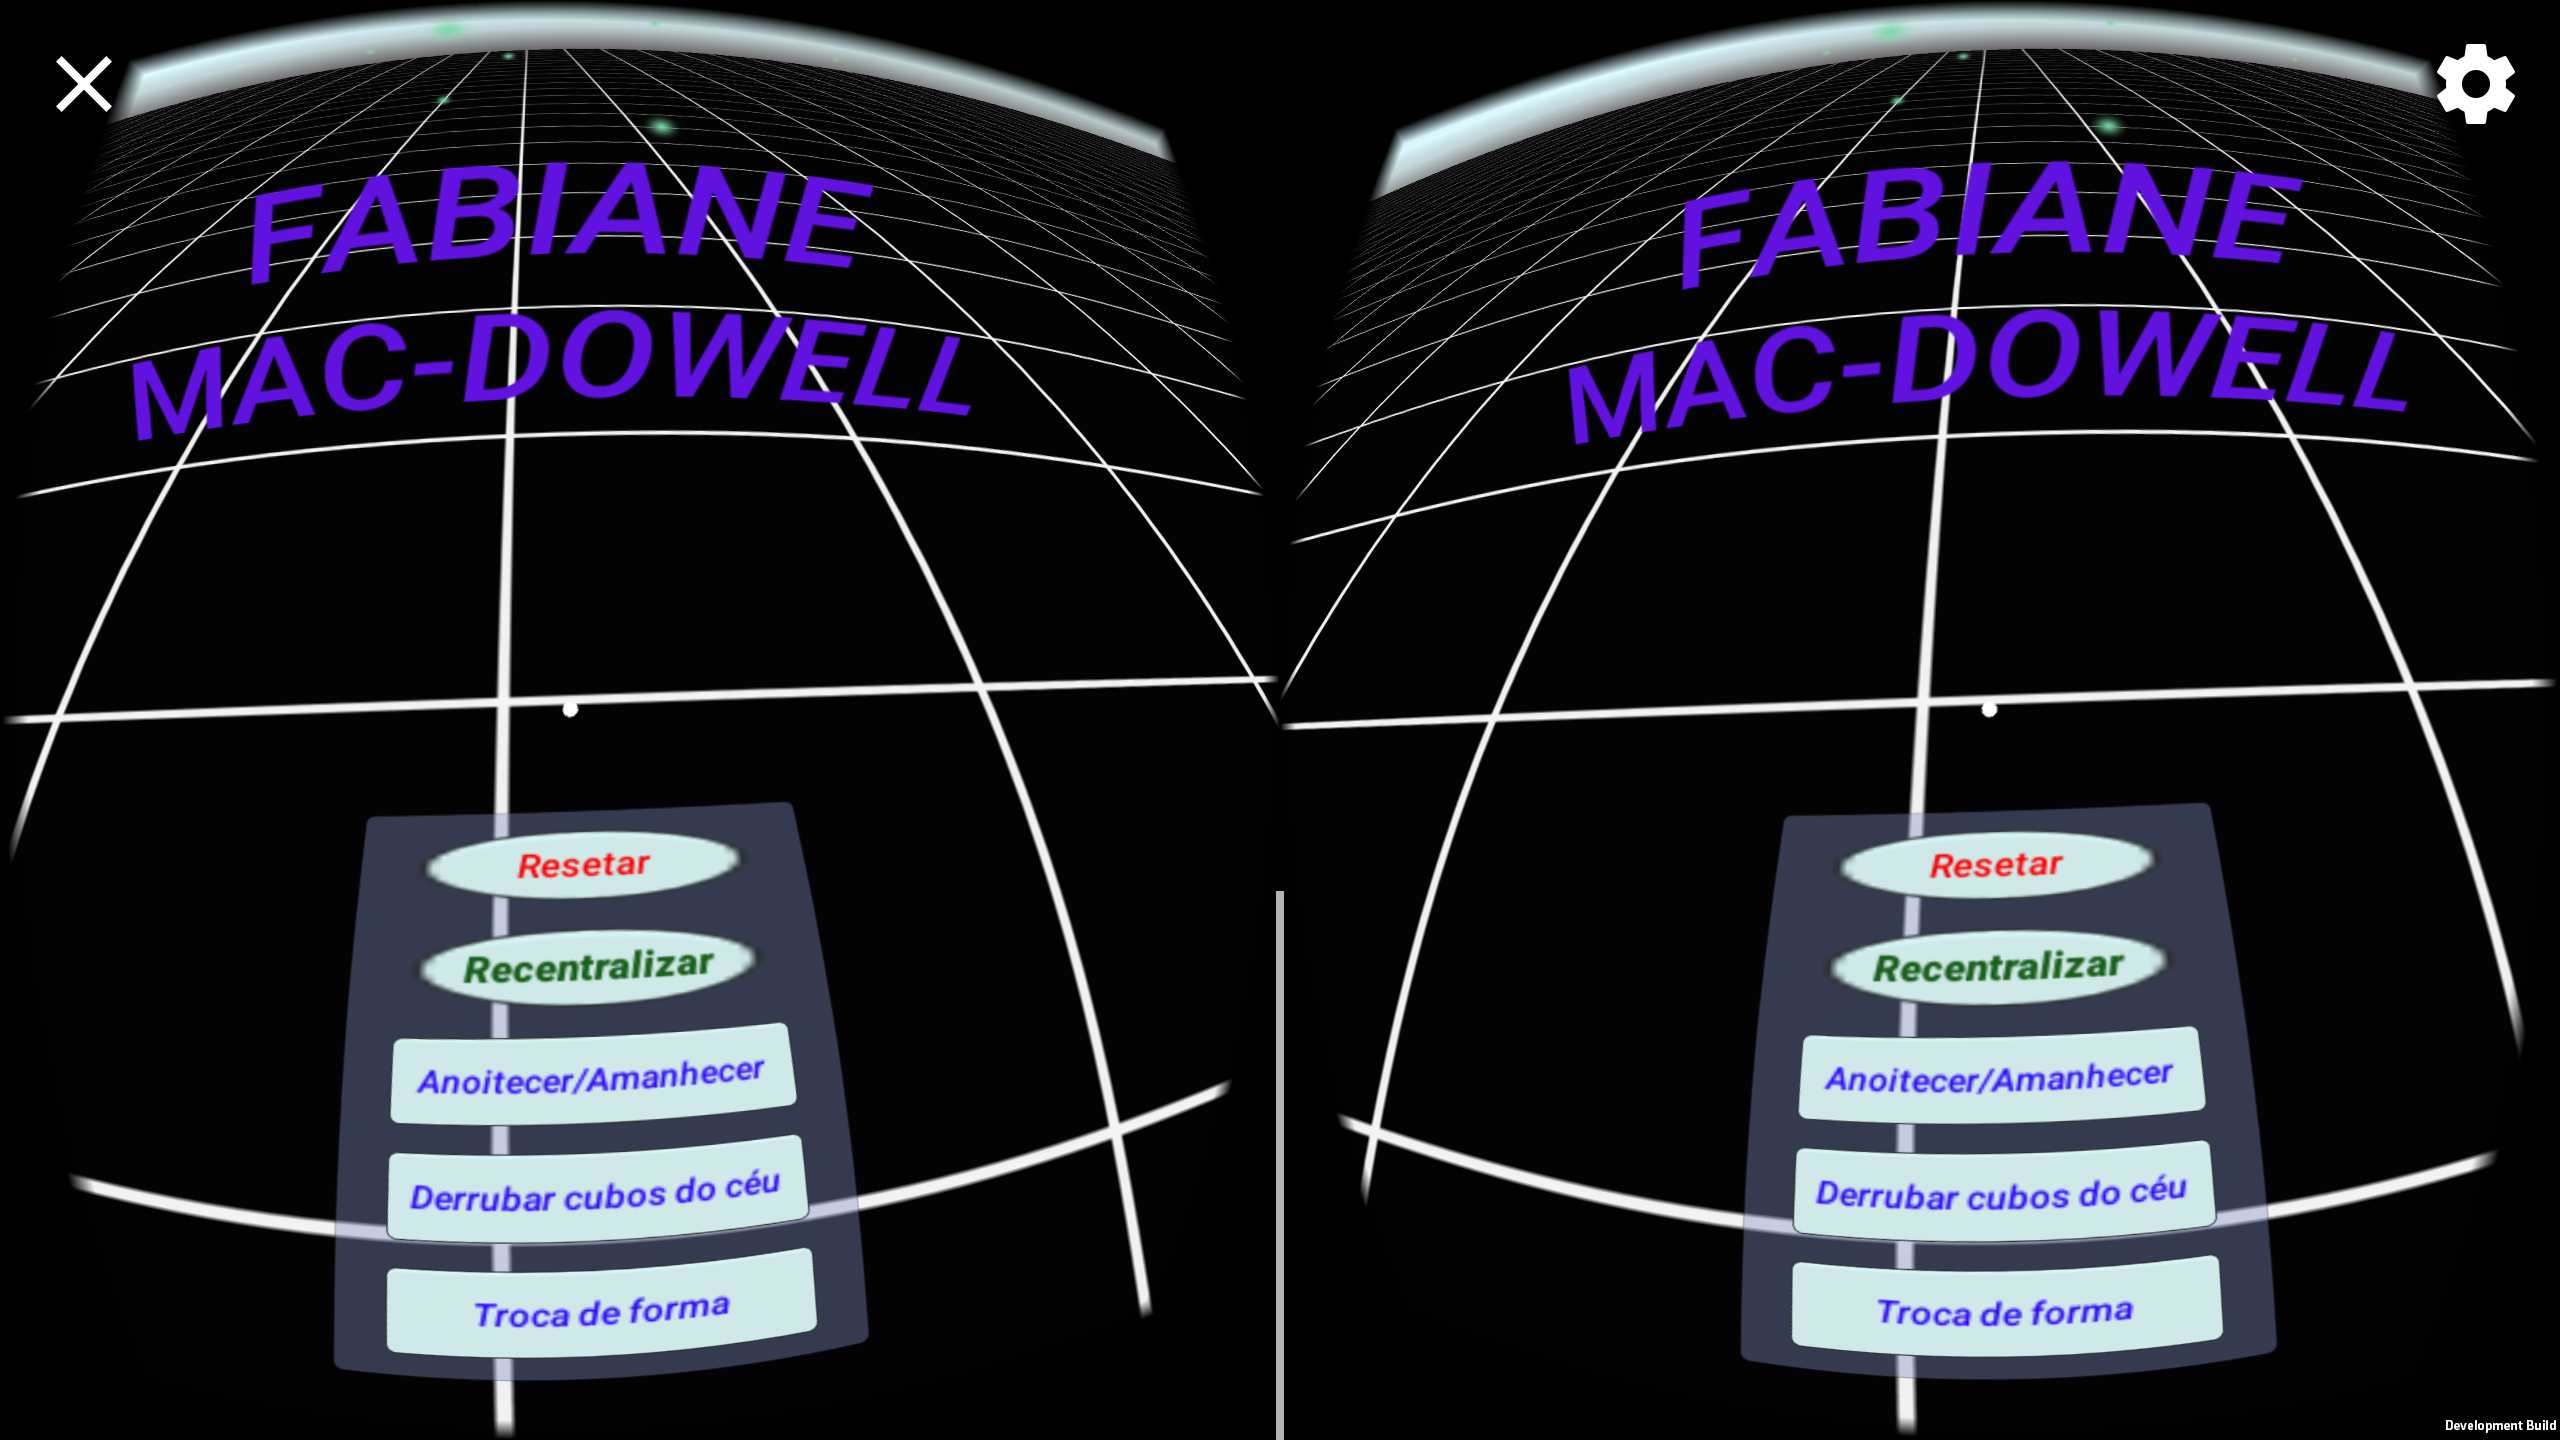 FABIANE
MAC-DOWELL
Resetar
Recentralizar
Anoitecer/Amanhecer
Derrubar cubos do céu
Troca de forma
FABIANE
MAC-DOWELL
Resetar
Recentralizar
Anoitecer/Amanhecer
Derrubar cubos do céu
Troca de forma
Development Build